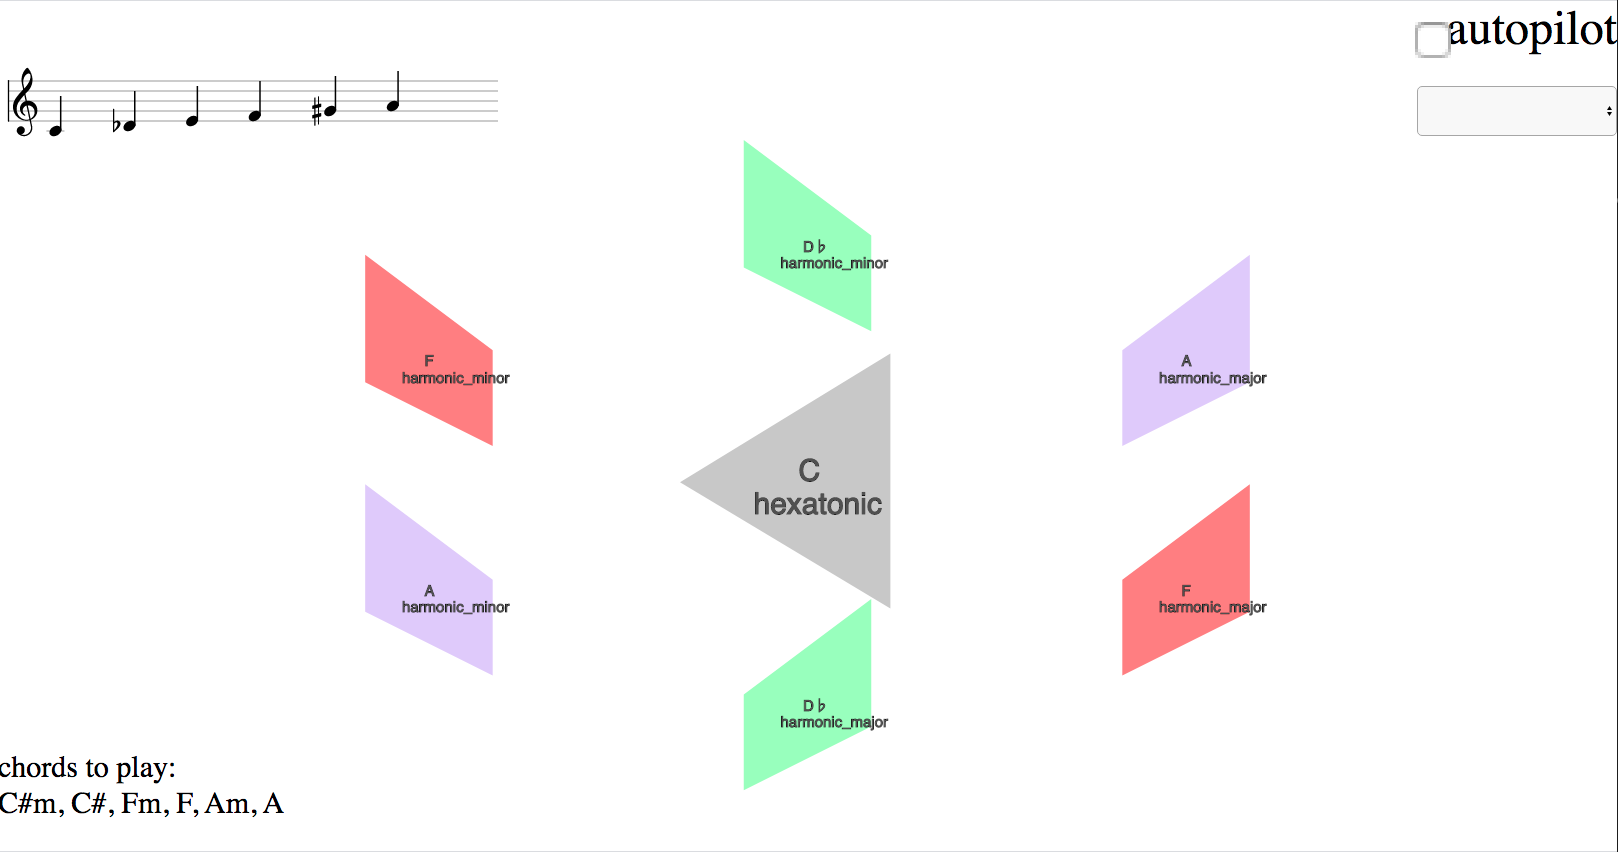 autopilot
D♭
harmonic_minor
F
harmonic_minor
A
harmonic_major
C
hexatonic
A
harmonic_minor
F
harmonic_major
D♭
harmonic_major
chords to play:
C#m, C#, Fm, F, Am, A